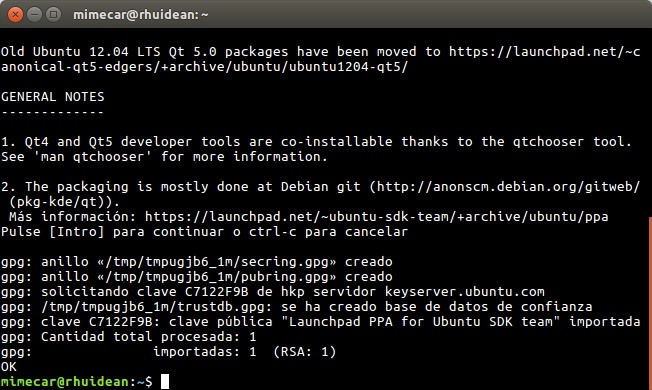 mimecar@rhuidean: ~
Old Ubuntu 12.04 LTS Qt 5.0 packages have been moved to https://launchpad.net/~c
anonical-qt5-edgers/+archive/ubuntu/ubuntu1204-qt5/
GENERAL NOTES
-------------
1. Qt4 and Qt5 developer tools are co-installable thanks to the qtchooser tool.
See 'man qtchooser' for more information.
2. The packaging is mostly done at Debian git (http://anonscm.debian.org/gitweb/
(pkg-kde/qt)).
Más información: https://launchpad.net/~ubuntu-sdk-team/+archive/ubuntu/ppa
Pulse [Intro] para continuar o ctrl-c para cancelar
gpg: anillo «/tmp/tmpugjb6_1m/secring.gpg» creado
gpg: anillo «/tmp/tmpugjb6_1m/pubring.gpg» creado
gpg: solicitando clave C7122F9B de hkp servidor keyserver.ubuntu.com
gpg: /tmp/tmpugjb6_1m/trustdb.gpg: se ha creado base de datos de confianza
gpg: clave C7122F9B: clave pública "Launchpad PPA for Ubuntu SDK team" importada
gpg: Cantidad total procesada: 1
gpg:               importadas: 1  (RSA: 1)
OK
mimecar@rhuidean:~$